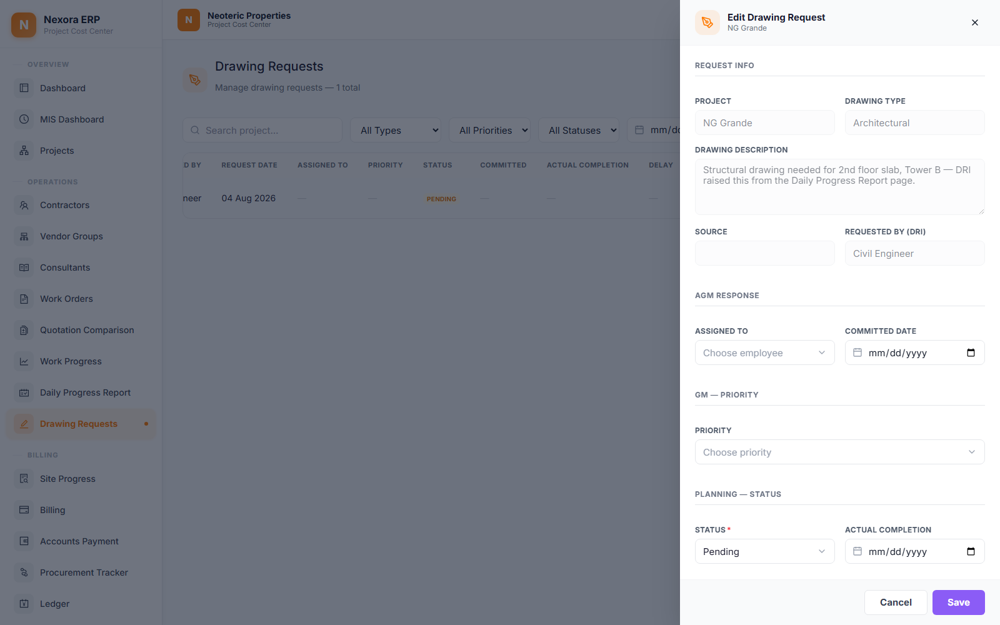 N
Nexora ERP
Project Cost Center
OVERVIEW
Dashboard
MIS Dashboard
Projects
OPERATIONS
Contractors
Vendor Groups
Consultants
Work Orders
Quotation Comparison
Work Progress
Daily Progress Report
Drawing Requests
BILLING
Site Progress
Billing
Accounts Payment
Procurement Tracker
Ledger
N
Neoteric Properties
Project Cost Center
Drawing Requests
Manage drawing requests — 1 total
Search project...
All Types
All Priorities
All Statuses
mm/dd
D BY
REQUEST DATE
ASSIGNED TO
PRIORITY
STATUS
COMMITTED
ACTUAL COMPLETION
DELAY
neer
04 Aug 2026
—
—
PENDING
—
—
—
Edit Drawing Request
NG Grande
REQUEST INFO
PROJECT
DRAWING TYPE
NG Grande
Architectural
DRAWING DESCRIPTION
Structural drawing needed for 2nd floor slab, Tower B — DRI
raised this from the Daily Progress Report page.
SOURCE
REQUESTED BY (DRI)
Civil Engineer
AGM RESPONSE
ASSIGNED TO
COMMITTED DATE
Choose employee
mm/dd/yyyy
GM — PRIORITY
PRIORITY
Choose priority
PLANNING — STATUS
STATUS *
ACTUAL COMPLETION
Pending
mm/dd/yyyy
Cancel
Save